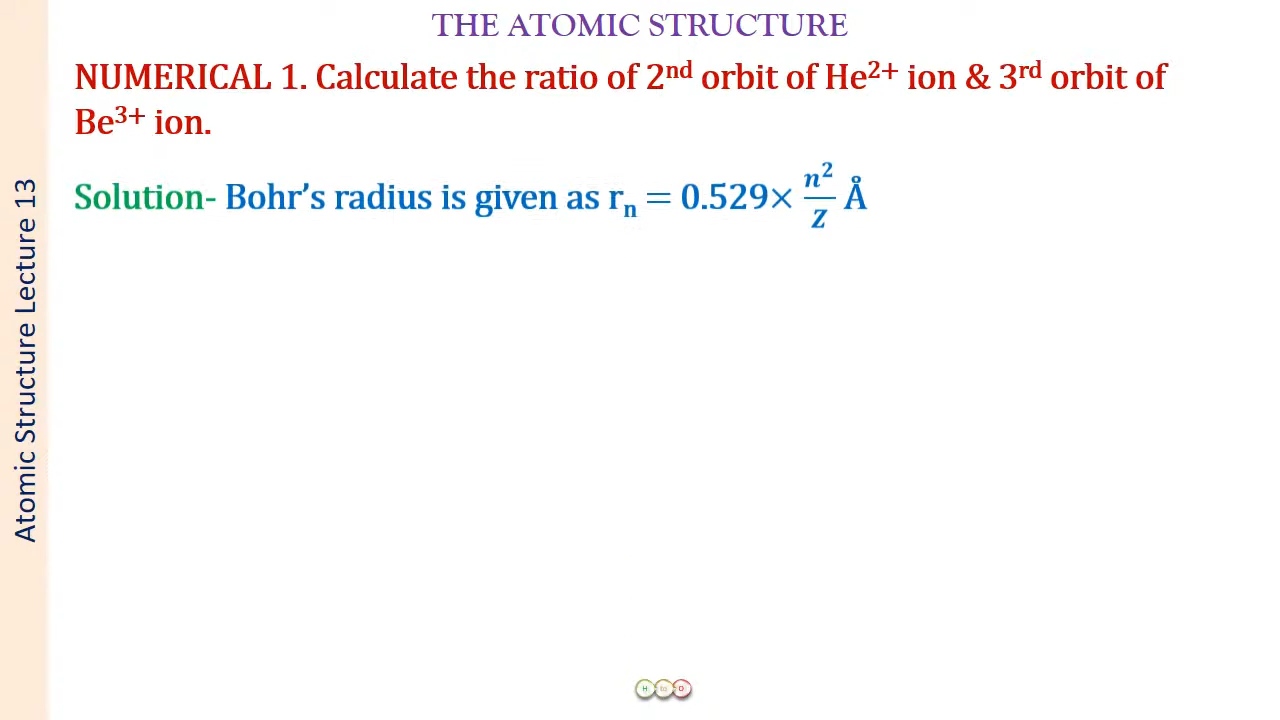 THE ATOMIC STRUCTURE
NUMERICAL 1. Calculate the ratio of 2ⁿᵈ orbit of He²⁺ ion & 3ʳᵈ orbit of
Be³⁺ ion.
Solution- Bohr’s radius is given as rₙ = 0.529× n²/Z Å
Atomic Structure Lecture 13
H to O